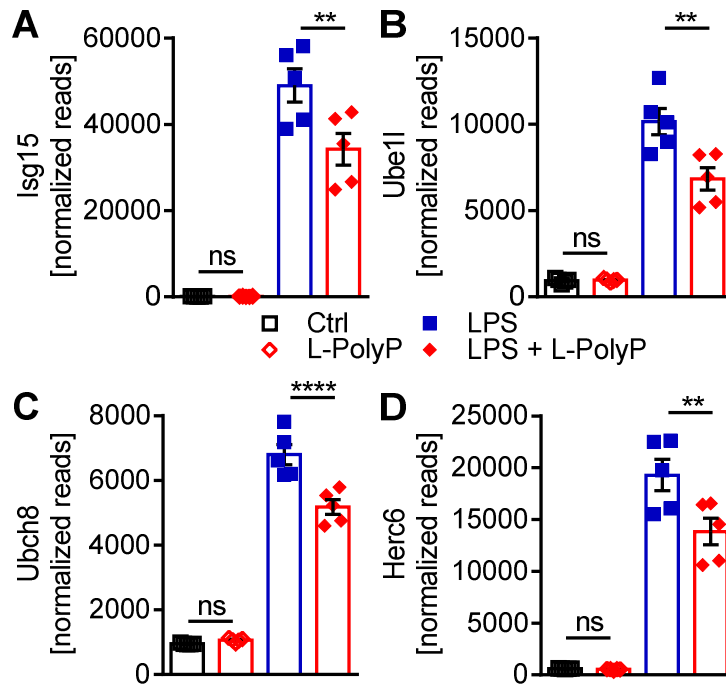 A
Isg15
[normalized reads]
60000
40000
20000
0
ns
**
B
Ube1l
[normalized reads]
15000
10000
5000
0
ns
**
Ctrl
LPS
L-PolyP
LPS + L-PolyP
C
Ubch8
[normalized reads]
8000
6000
4000
2000
0
ns
****
D
Herc6
[normalized reads]
25000
20000
15000
10000
5000
0
ns
**